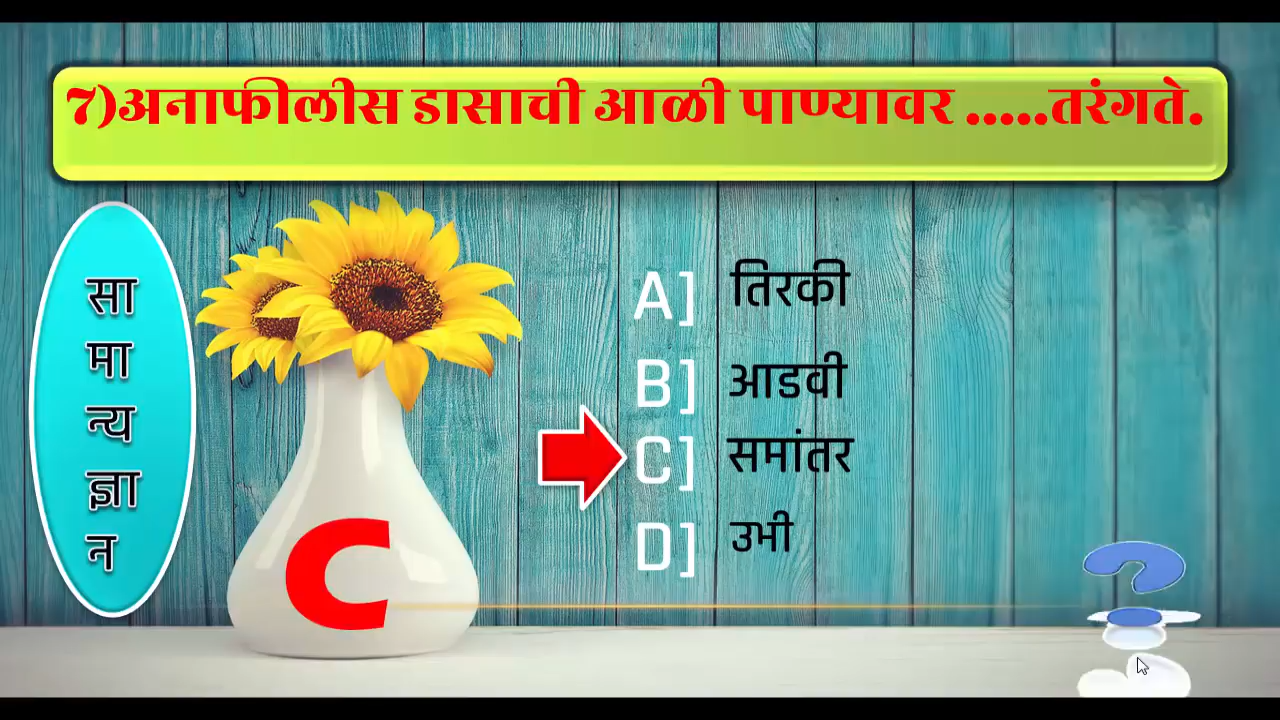 7)अनाफीलीस डासाची आळी पाण्यावर .....तरंगते.
सा
मा
न्य
ज्ञा
न
A] तिरकी
B] आडवी
C] समांतर
D] उभी
C